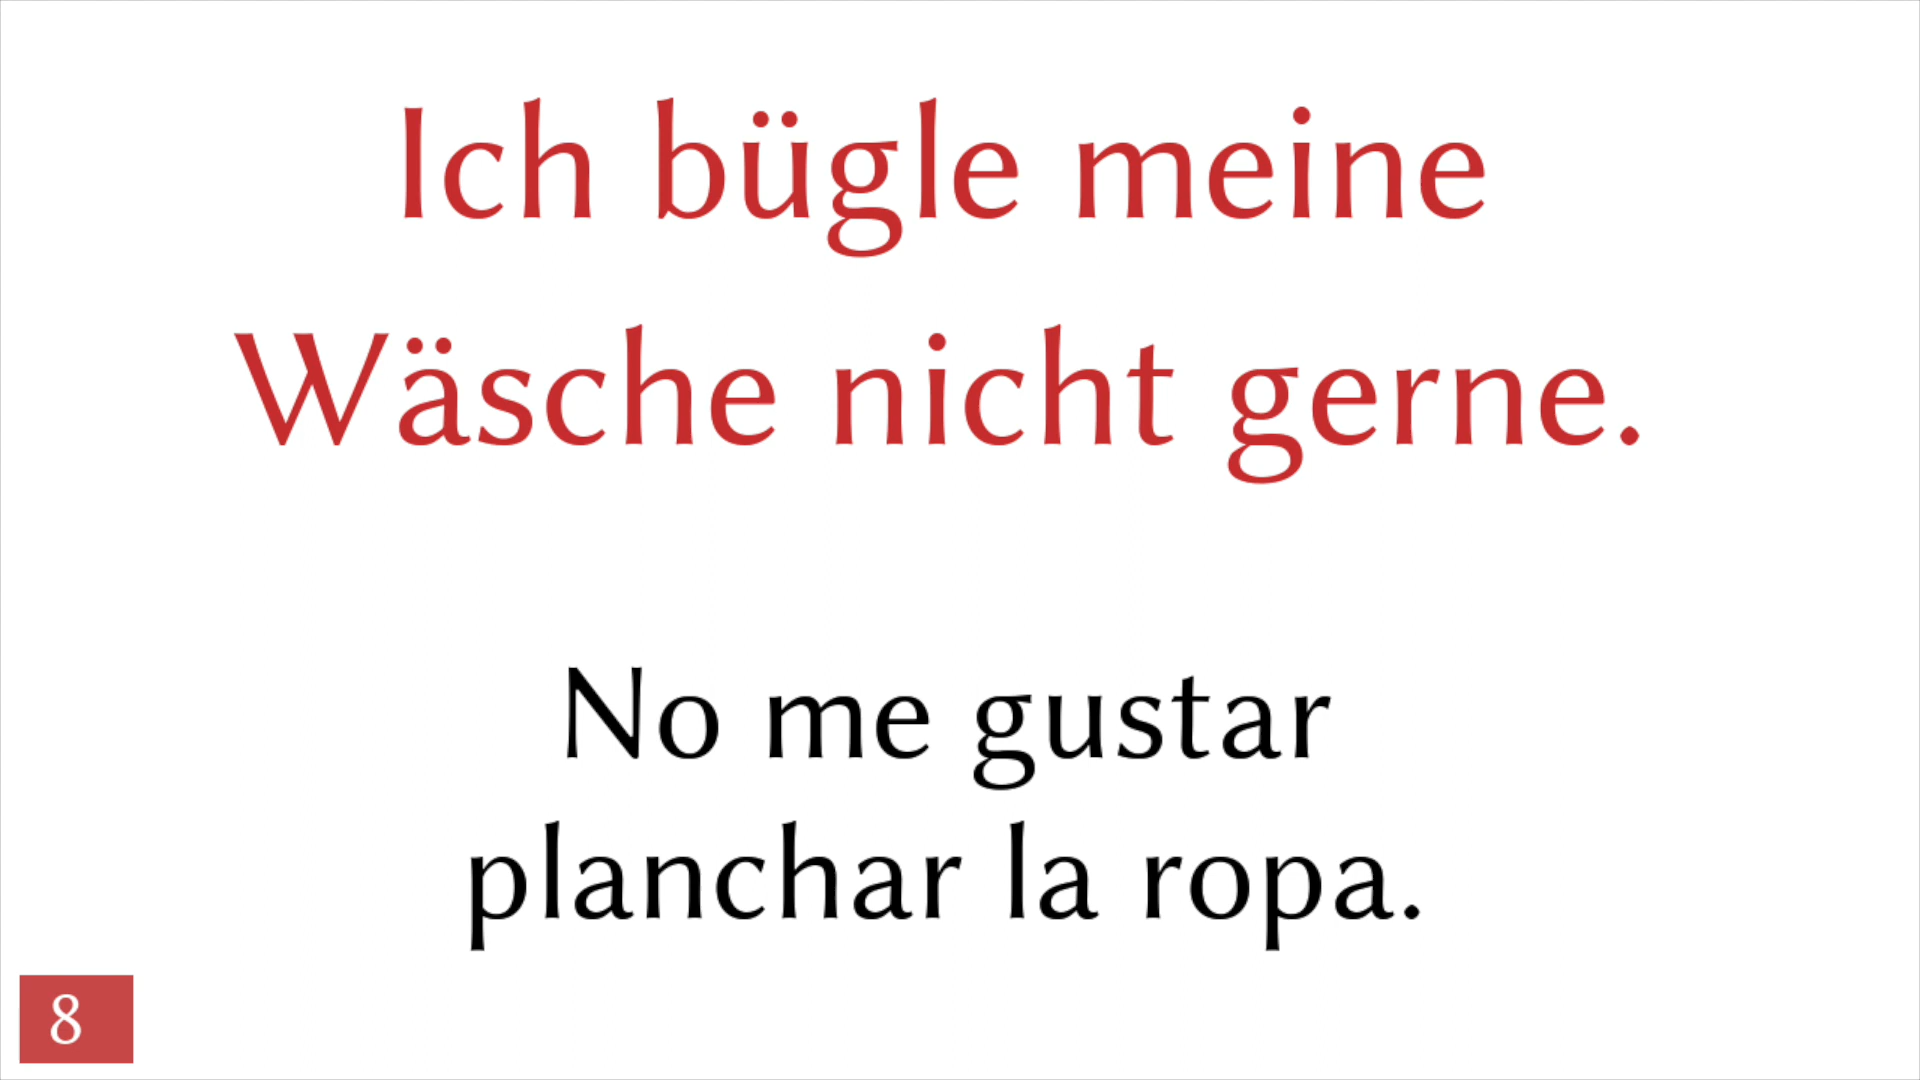 Ich bügle meine
Wäsche nicht gerne.
No me gustar
planchar la ropa.
8